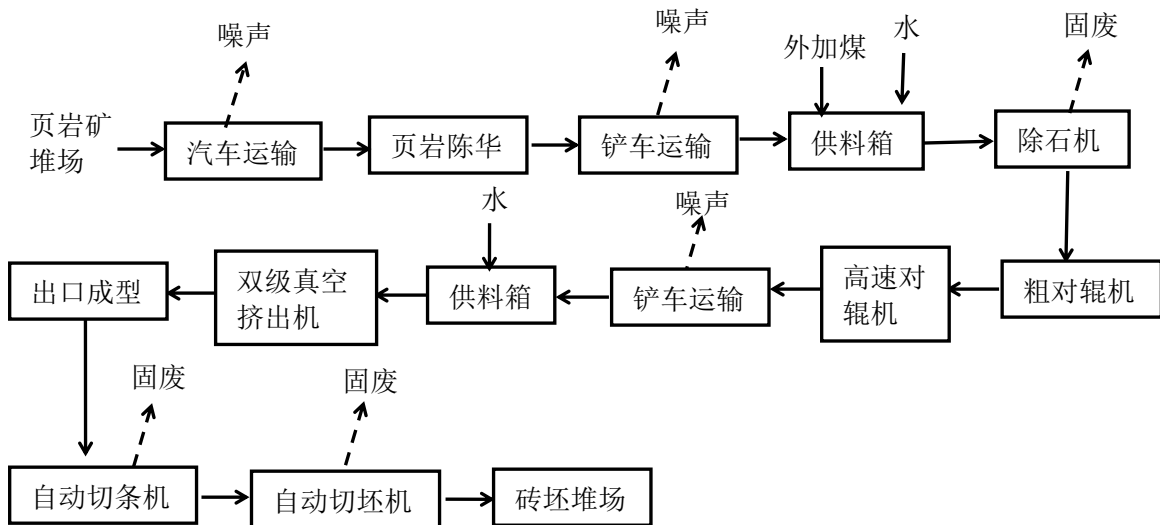 噪声
噪声
外加煤
水
固废
页岩矿
堆场
汽车运输
页岩陈华
铲车运输
供料箱
除石机
水
噪声
出口成型
双级真空
挤出机
供料箱
铲车运输
高速对
辊机
粗对辊机
固废
固废
自动切条机
自动切坯机
砖坯堆场